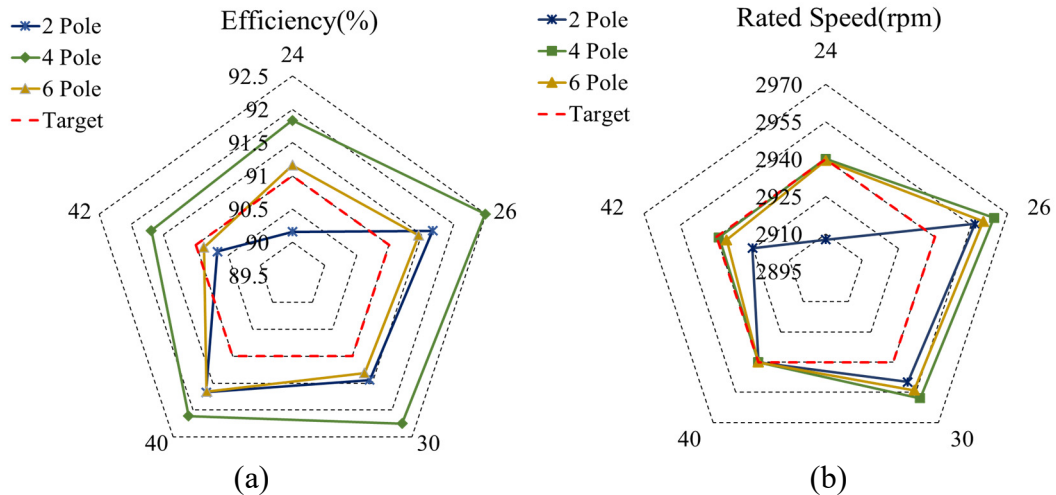 Efficiency(%)
2 Pole
4 Pole
6 Pole
Target
24
26
30
40
42
92.5
92
91.5
91
90.5
90
89.5
(a)
Rated Speed(rpm)
2 Pole
4 Pole
6 Pole
Target
24
26
30
40
42
2970
2955
2940
2925
2910
2895
(b)